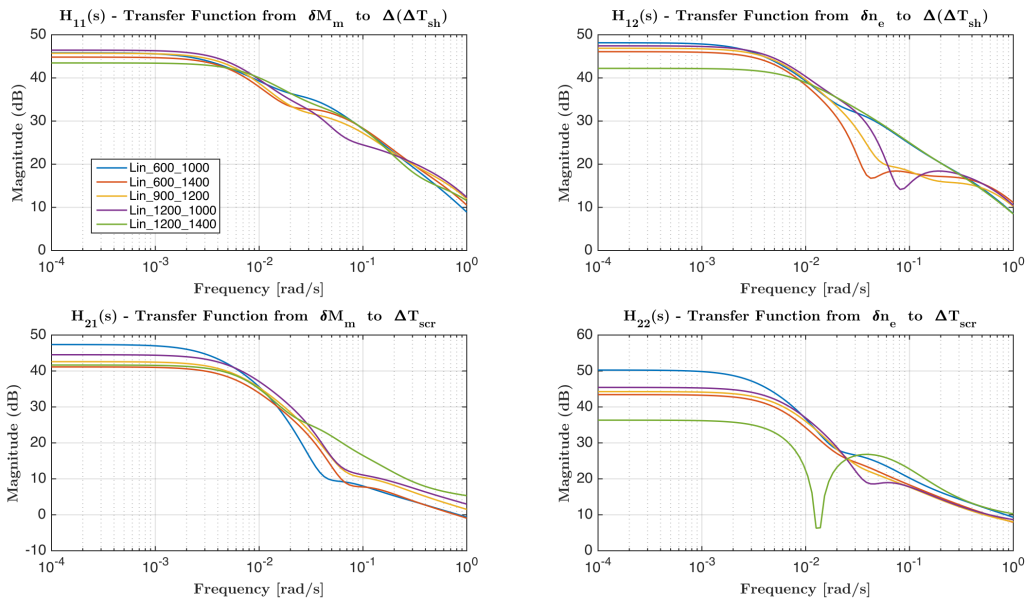 H11(s) - Transfer Function from δMm to Δ(ΔTsh)
Magnitude (dB)
50
40
30
20
10
0
Lin_600_1000
Lin_600_1400
Lin_900_1200
Lin_1200_1000
Lin_1200_1400
10-4
10-3
10-2
10-1
100
Frequency [rad/s]
H12(s) - Transfer Function from δne to Δ(ΔTsh)
Magnitude (dB)
50
40
30
20
10
0
10-4
10-3
10-2
10-1
100
Frequency [rad/s]
H21(s) - Transfer Function from δMm to ΔTscr
Magnitude (dB)
50
40
30
20
10
0
-10
10-4
10-3
10-2
10-1
100
Frequency [rad/s]
H22(s) - Transfer Function from δne to ΔTscr
Magnitude (dB)
60
50
40
30
20
10
0
10-4
10-3
10-2
10-1
100
Frequency [rad/s]